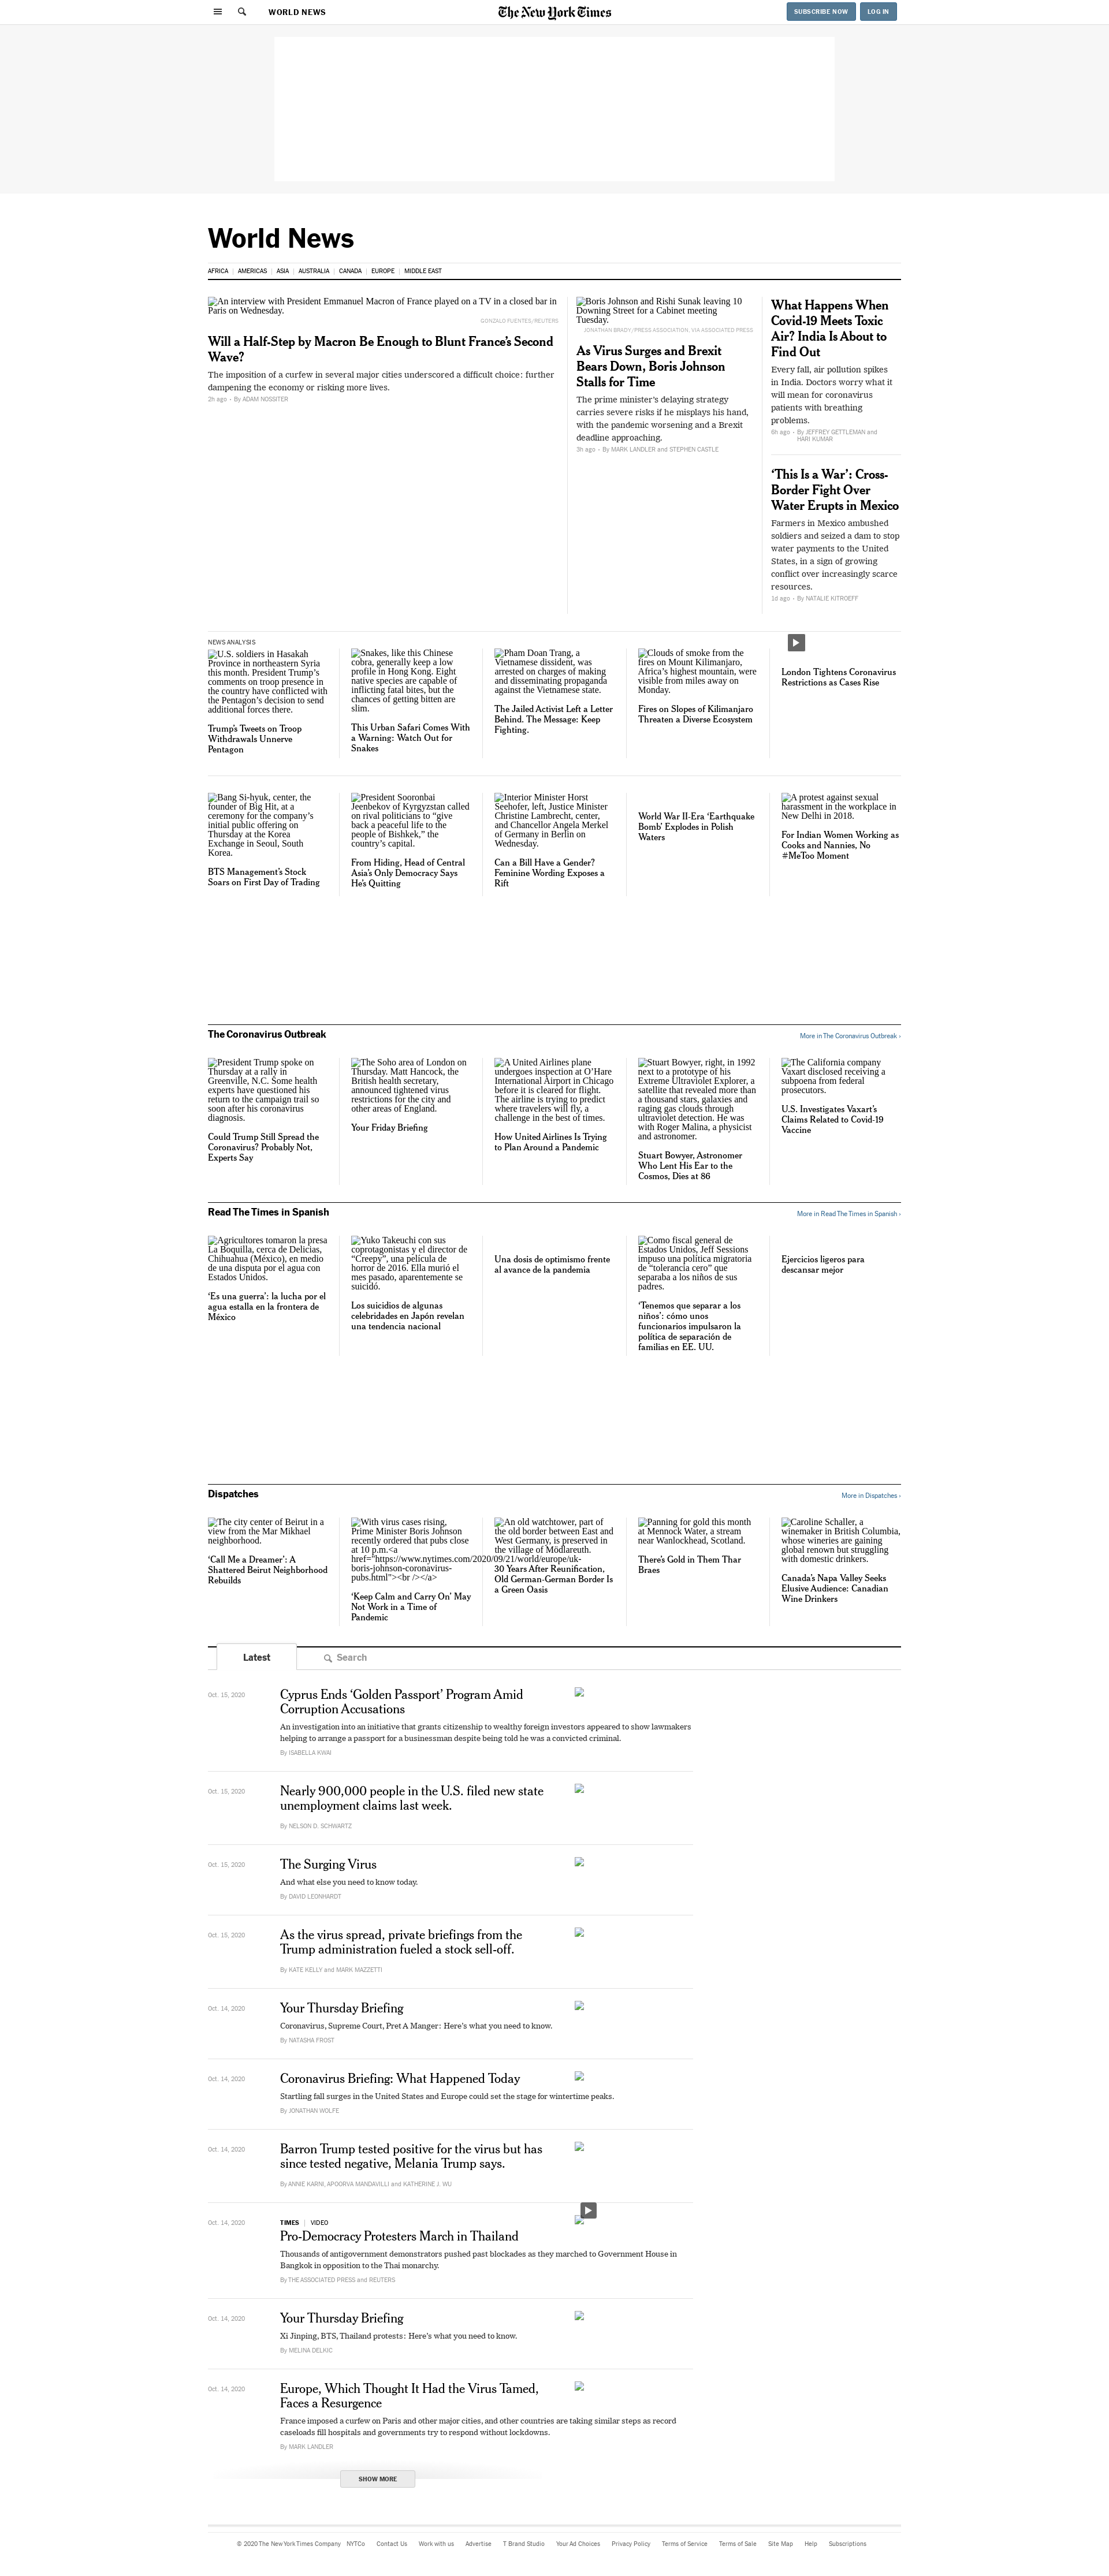 WORLD NEWS
The New York Times
SUBSCRIBE NOW
LOG IN
World News
AFRICA
AMERICAS
ASIA
AUSTRALIA
CANADA
EUROPE
MIDDLE EAST
An interview with President Emmanuel Macron of France played on a TV in a closed bar in
Paris on Wednesday.
GONZALO FUENTES/REUTERS
Will a Half-Step by Macron Be Enough to Blunt France's Second
Wave?
The imposition of a curfew in several major cities underscored a difficult choice: further
dampening the economy or risking more lives.
2h ago • By ADAM NOSSITER
Boris Johnson and Rishi Sunak leaving 10
Downing Street for a Cabinet meeting
Tuesday.
JONATHAN BRADY/PRESS ASSOCIATION, VIA ASSOCIATED PRESS
As Virus Surges and Brexit
Bears Down, Boris Johnson
Stalls for Time
The prime minister's delaying strategy
carries severe risks if he misplays his hand,
with the pandemic worsening and a Brexit
deadline approaching.
3h ago • By MARK LANDLER and STEPHEN CASTLE
What Happens When
Covid-19 Meets Toxic
Air? India Is About to
Find Out
Every fall, air pollution spikes
in India. Doctors worry what it
will mean for coronavirus
patients with breathing
problems.
6h ago • By JEFFREY GETTLEMAN and
HARI KUMAR
'This Is a War': Cross-
Border Fight Over
Water Erupts in Mexico
Farmers in Mexico ambushed
soldiers and seized a dam to stop
water payments to the United
States, in a sign of growing
conflict over increasingly scarce
resources.
1d ago • By NATALIE KITROEFF
NEWS ANALYSIS
U.S. soldiers in Hasakah
Province in northeastern Syria
this month. President Trump's
comments on troop presence in
the country have conflicted with
the Pentagon's decision to send
additional forces there.
Trump's Tweets on Troop
Withdrawals Unnerve
Pentagon
Snakes, like this Chinese
cobra, generally keep a low
profile in Hong Kong. Eight
native species are capable of
inflicting fatal bites, but the
chances of getting bitten are
slim.
This Urban Safari Comes With
a Warning: Watch Out for
Snakes
Pham Doan Trang, a
Vietnamese dissident, was
arrested on charges of making
and disseminating propaganda
against the Vietnamese state.
The Jailed Activist Left a Letter
Behind. The Message: Keep
Fighting.
Clouds of smoke from the
fires on Mount Kilimanjaro,
Africa's highest mountain, were
visible from miles away on
Monday.
Fires on Slopes of Kilimanjaro
Threaten a Diverse Ecosystem
London Tightens Coronavirus
Restrictions as Cases Rise
Bang Si-hyuk, center, the
founder of Big Hit, at a
ceremony for the company's
initial public offering on
Thursday at the Korea
Exchange in Seoul, South
Korea.
BTS Management's Stock
Soars on First Day of Trading
President Sooronbai
Jeenbekov of Kyrgyzstan called
on rival politicians to "give
back a peaceful life to the
people of Bishkek," the
country's capital.
From Hiding, Head of Central
Asia's Only Democracy Says
He's Quitting
Interior Minister Horst
Seehofer, left, Justice Minister
Christine Lambrecht, center,
and Chancellor Angela Merkel
of Germany in Berlin on
Wednesday.
Can a Bill Have a Gender?
Feminine Wording Exposes a
Rift
World War II-Era 'Earthquake
Bomb' Explodes in Polish
Waters
A protest against sexual
harassment in the workplace in
New Delhi in 2018.
For Indian Women Working as
Cooks and Nannies, No
#MeToo Moment
The Coronavirus Outbreak
More in The Coronavirus Outbreak ›
President Trump spoke on
Thursday at a rally in
Greenville, N.C. Some health
experts have questioned his
return to the campaign trail so
soon after his coronavirus
diagnosis.
Could Trump Still Spread the
Coronavirus? Probably Not,
Experts Say
The Soho area of London on
Thursday. Matt Hancock, the
British health secretary,
announced tightened virus
restrictions for the city and
other areas of England.
Your Friday Briefing
A United Airlines plane
undergoes inspection at O'Hare
International Airport in Chicago
before it is cleared for flight.
The airline is trying to predict
where travelers will fly, a
challenge in the best of times.
How United Airlines Is Trying
to Plan Around a Pandemic
Stuart Bowyer, right, in 1992
next to a prototype of his
Extreme Ultraviolet Explorer, a
satellite that revealed more than
a thousand stars, galaxies and
raging gas clouds through
ultraviolet detection. He was
with Roger Malina, a physicist
and astronomer.
Stuart Bowyer, Astronomer
Who Lent His Ear to the
Cosmos, Dies at 86
The California company
Vaxart disclosed receiving a
subpoena from federal
prosecutors.
U.S. Investigates Vaxart's
Claims Related to Covid-19
Vaccine
Read The Times in Spanish
More in Read The Times in Spanish ›
Agricultores tomaron la presa
La Boquilla, cerca de Delicias,
Chihuahua (México), en medio
de una disputa por el agua con
Estados Unidos.
'Es una guerra': la lucha por el
agua estalla en la frontera de
México
Yuko Takeuchi con sus
coprotagonistas y el director de
"Creepy", una película de
horror de 2016. Ella murió el
mes pasado, aparentemente se
suicidó.
Los suicidios de algunas
celebridades en Japón revelan
una tendencia nacional
Una dosis de optimismo frente
al avance de la pandemia
Como fiscal general de
Estados Unidos, Jeff Sessions
impuso una política migratoria
de "tolerancia cero" que
separaba a los niños de sus
padres.
'Tenemos que separar a los
niños': cómo unos
funcionarios impulsaron la
política de separación de
familias en EE. UU.
Ejercicios ligeros para
descansar mejor
Dispatches
More in Dispatches ›
The city center of Beirut in a
view from the Mar Mikhael
neighborhood.
'Call Me a Dreamer': A
Shattered Beirut Neighborhood
Rebuilds
With virus cases rising,
Prime Minister Boris Johnson
recently ordered that pubs close
at 10 p.m.<a
href="https://www.nytimes.com/2020/09/21/world/europe/uk-
boris-johnson-coronavirus-
pubs.html"><br /></a>
'Keep Calm and Carry On' May
Not Work in a Time of
Pandemic
An old watchtower, part of
the old border between East and
West Germany, is preserved in
the village of Mödlareuth.
30 Years After Reunification,
Old German-German Border Is
a Green Oasis
Panning for gold this month
at Mennock Water, a stream
near Wanlockhead, Scotland.
There's Gold in Them Thar
Braes
Caroline Schaller, a
winemaker in British Columbia,
whose wineries are gaining
global renown but struggling
with domestic drinkers.
Canada's Napa Valley Seeks
Elusive Audience: Canadian
Wine Drinkers
Latest
Search
Oct. 15, 2020
Cyprus Ends 'Golden Passport' Program Amid
Corruption Accusations
An investigation into an initiative that grants citizenship to wealthy foreign investors appeared to show lawmakers
helping to arrange a passport for a businessman despite being told he was a convicted criminal.
By ISABELLA KWAI
Oct. 15, 2020
Nearly 900,000 people in the U.S. filed new state
unemployment claims last week.
By NELSON D. SCHWARTZ
Oct. 15, 2020
The Surging Virus
And what else you need to know today.
By DAVID LEONHARDT
Oct. 15, 2020
As the virus spread, private briefings from the
Trump administration fueled a stock sell-off.
By KATE KELLY and MARK MAZZETTI
Oct. 14, 2020
Your Thursday Briefing
Coronavirus, Supreme Court, Pret A Manger: Here's what you need to know.
By NATASHA FROST
Oct. 14, 2020
Coronavirus Briefing: What Happened Today
Startling fall surges in the United States and Europe could set the stage for wintertime peaks.
By JONATHAN WOLFE
Oct. 14, 2020
Barron Trump tested positive for the virus but has
since tested negative, Melania Trump says.
By ANNIE KARNI, APOORVA MANDAVILLI and KATHERINE J. WU
Oct. 14, 2020
TIMES | VIDEO
Pro-Democracy Protesters March in Thailand
Thousands of antigovernment demonstrators pushed past blockades as they marched to Government House in
Bangkok in opposition to the Thai monarchy.
By THE ASSOCIATED PRESS and REUTERS
Oct. 14, 2020
Your Thursday Briefing
Xi Jinping, BTS, Thailand protests: Here's what you need to know.
By MELINA DELKIC
Oct. 14, 2020
Europe, Which Thought It Had the Virus Tamed,
Faces a Resurgence
France imposed a curfew on Paris and other major cities, and other countries are taking similar steps as record
caseloads fill hospitals and governments try to respond without lockdowns.
By MARK LANDLER
SHOW MORE
© 2020 The New York Times Company
NYTCo
Contact Us
Work with us
Advertise
T Brand Studio
Your Ad Choices
Privacy Policy
Terms of Service
Terms of Sale
Site Map
Help
Subscriptions